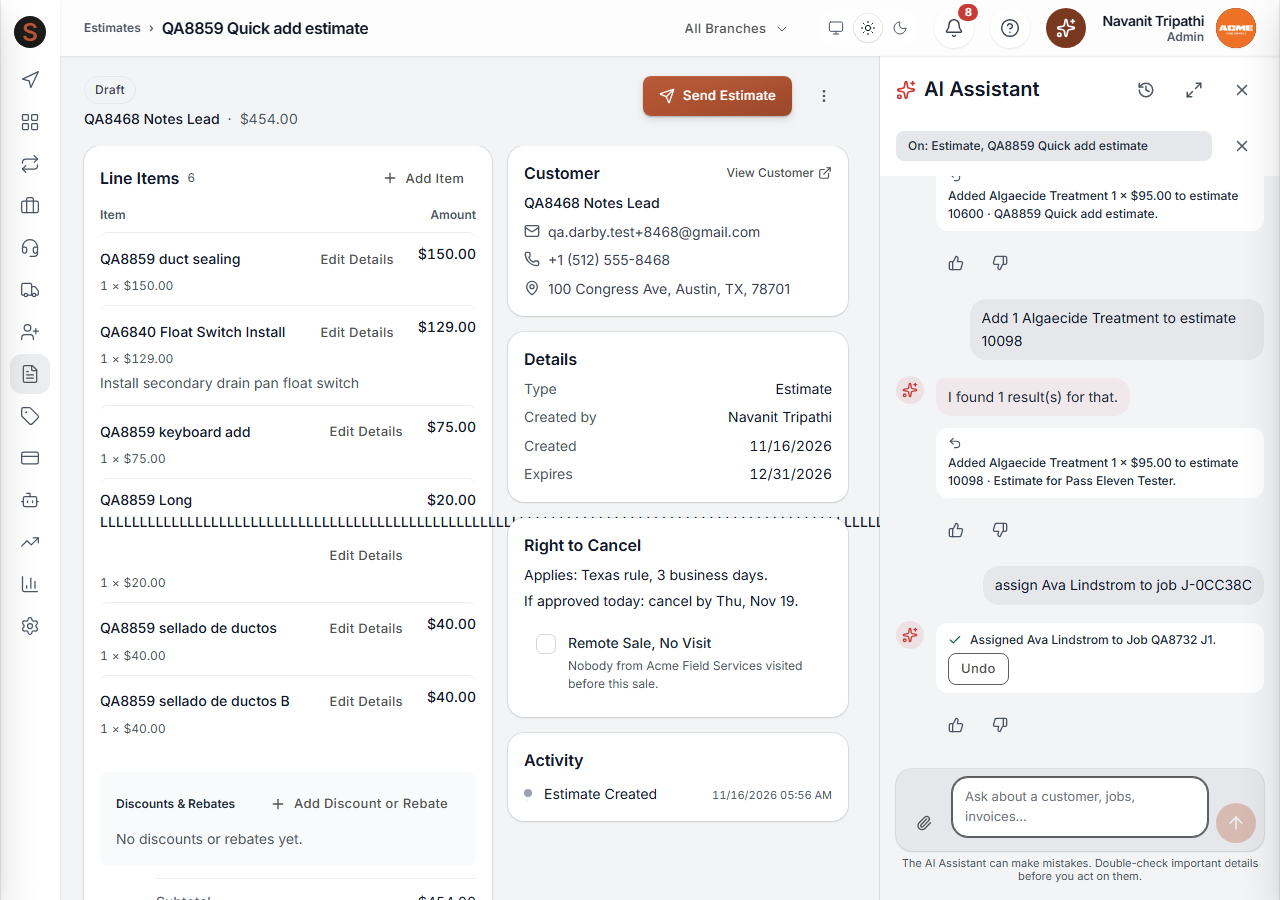 S
Estimates › QA8859 Quick add estimate
All Branches
8
Navanit Tripathi
Admin
ACME
Draft
QA8468 Notes Lead · $454.00
Send Estimate
Line Items 6
Add Item
Item Amount
QA8859 duct sealing Edit Details $150.00
1 × $150.00
QA6840 Float Switch Install Edit Details $129.00
1 × $129.00
Install secondary drain pan float switch
QA8859 keyboard add Edit Details $75.00
1 × $75.00
QA8859 Long $20.00
Edit Details
1 × $20.00
QA8859 sellado de ductos Edit Details $40.00
1 × $40.00
QA8859 sellado de ductos B Edit Details $40.00
1 × $40.00
Discounts & Rebates Add Discount or Rebate
No discounts or rebates yet.
Subtotal $454.00
Customer View Customer
QA8468 Notes Lead
qa.darby.test+8468@gmail.com
+1 (512) 555-8468
100 Congress Ave, Austin, TX, 78701
Details
Type Estimate
Created by Navanit Tripathi
Created 11/16/2026
Expires 12/31/2026
Right to Cancel
Applies: Texas rule, 3 business days.
If approved today: cancel by Thu, Nov 19.
Remote Sale, No Visit
Nobody from Acme Field Services visited
before this sale.
Activity
Estimate Created 11/16/2026 05:56 AM
AI Assistant
On: Estimate, QA8859 Quick add estimate
Added Algaecide Treatment 1 × $95.00 to estimate
10600 · QA8859 Quick add estimate.
Add 1 Algaecide Treatment to estimate
10098
I found 1 result(s) for that.
Added Algaecide Treatment 1 × $95.00 to estimate
10098 · Estimate for Pass Eleven Tester.
assign Ava Lindstrom to job J-0CC38C
Assigned Ava Lindstrom to Job QA8732 J1.
Undo
Ask about a customer, jobs,
invoices...
The AI Assistant can make mistakes. Double-check important details
before you act on them.